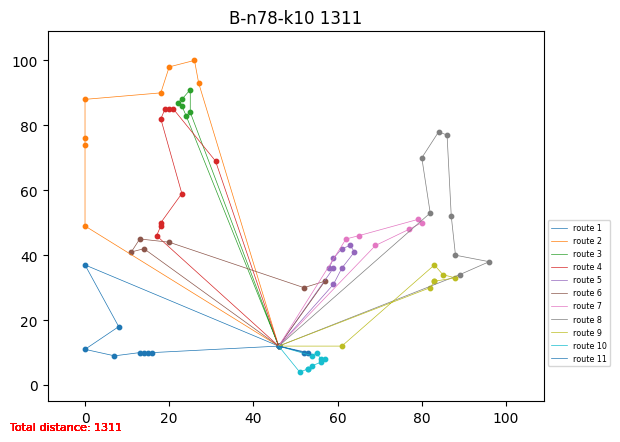 B-n78-k10 1311
100
80
60
40
20
0
0
20
40
60
80
100
route 1
route 2
route 3
route 4
route 5
route 6
route 7
route 8
route 9
route 10
route 11
Total distance: 1311